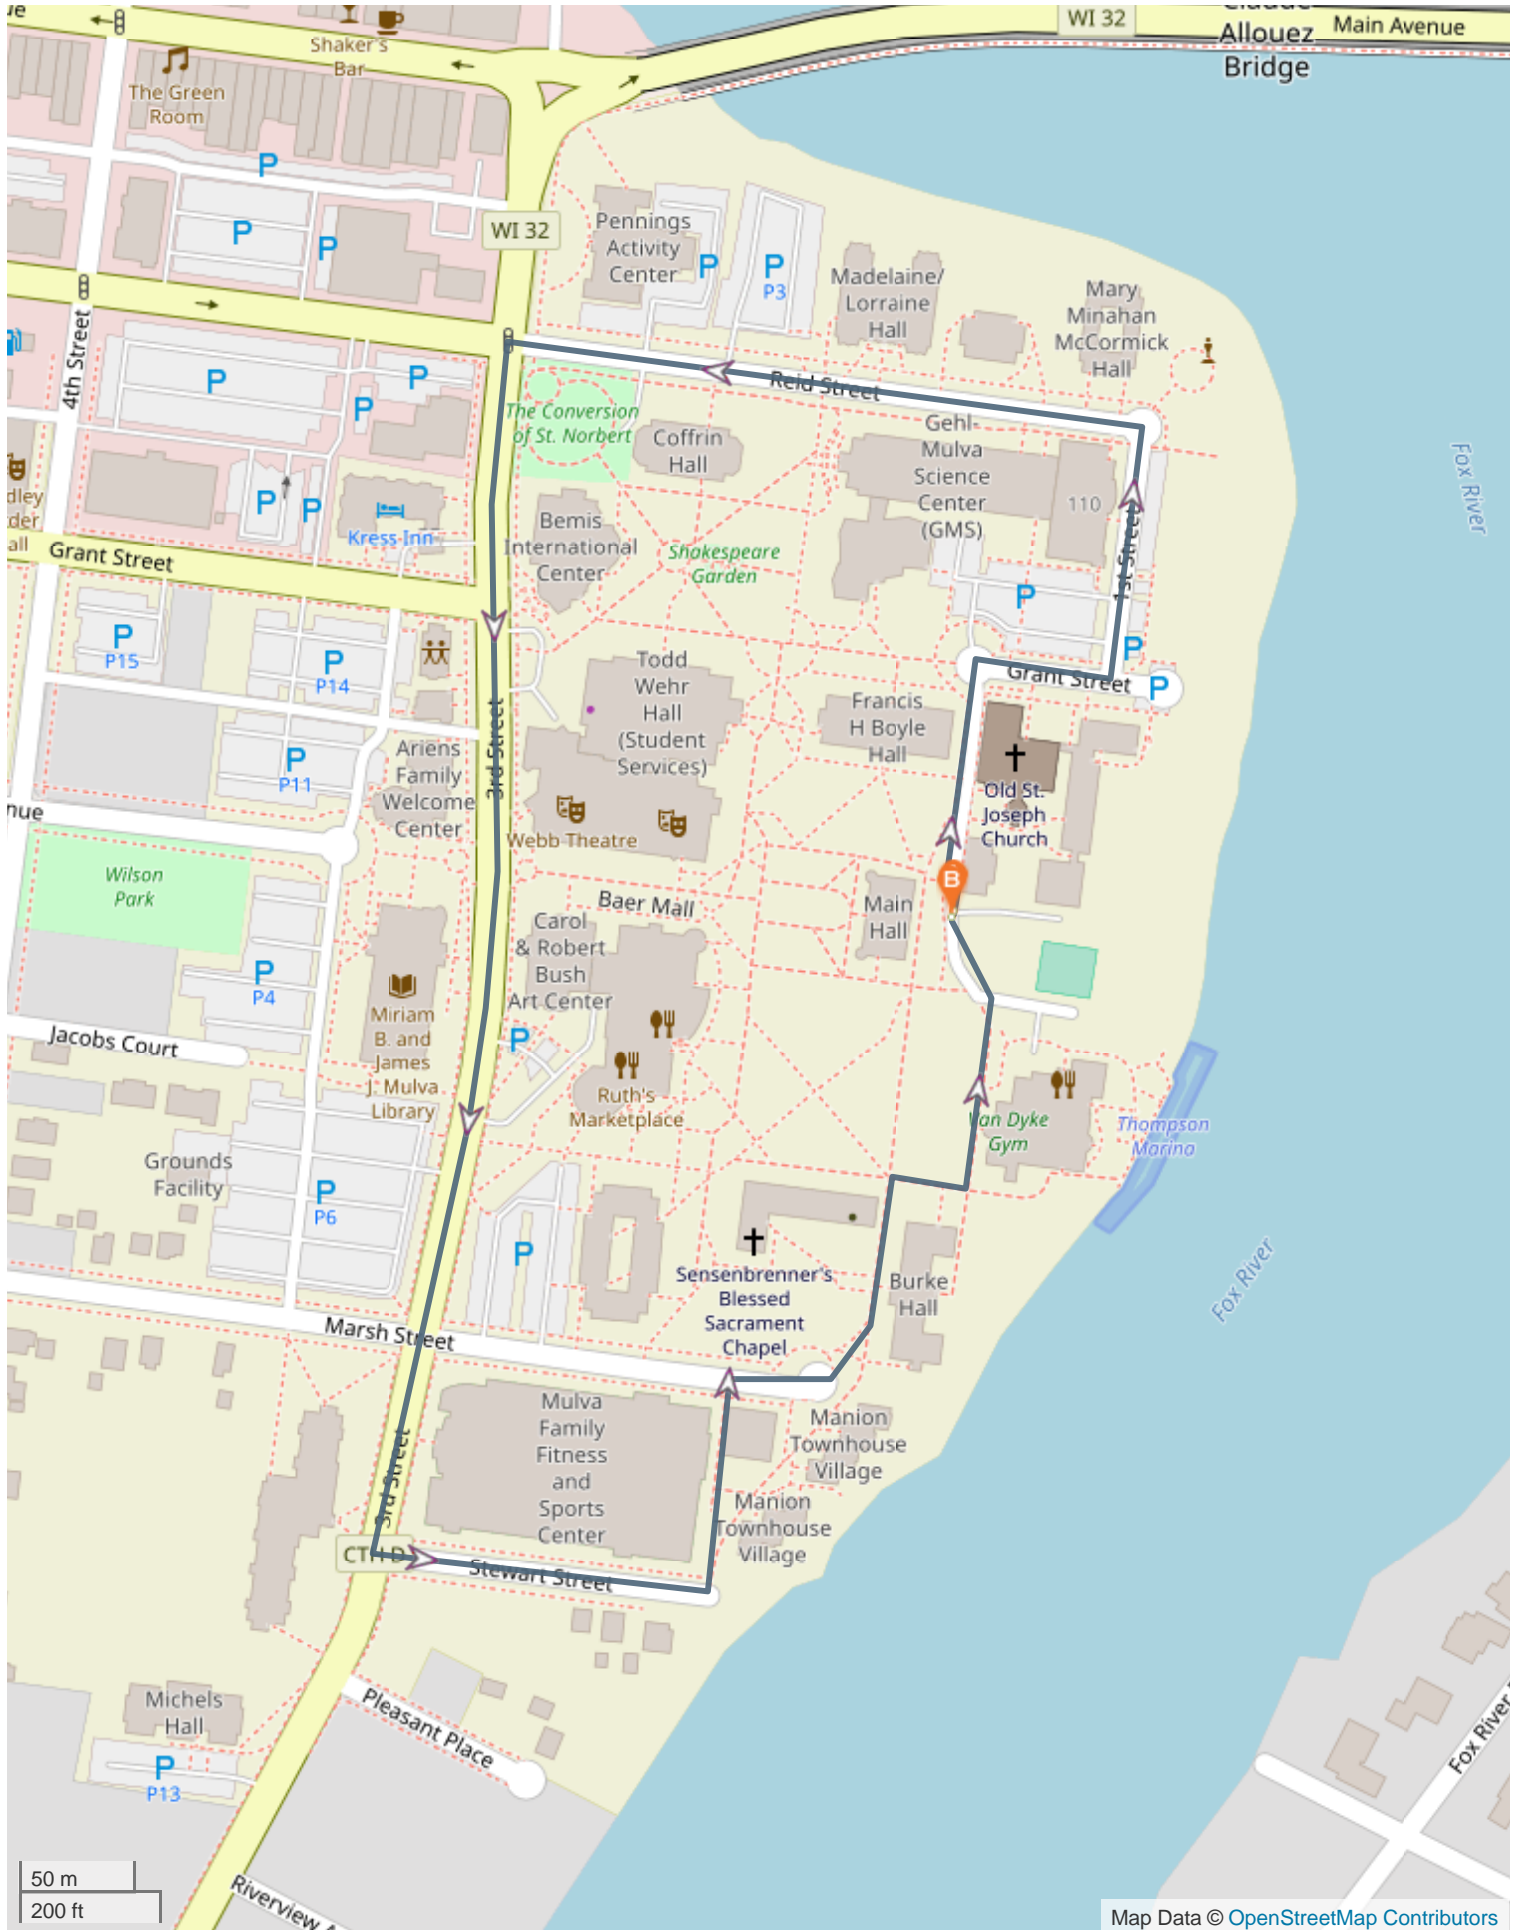 WI 32
Claude
Allouez
Bridge
Main Avenue
Shaker's
Bar
The Green
Room
P
P
P
WI 32
Pennings
Activity
Center
P
P
P3
Madelaine/
Lorraine
Hall
Mary
Minahan
McCormick
Hall
4th Street
P
P
P
Reid Street
The Conversion
of St. Norbert
Coffrin
Hall
Gehl-
Mulva
Science
Center
(GMS)
110
Fox River
P
P
Kress Inn
Bemis
International
Center
Shakespeare
Garden
1st Street
P
Grant Street
P
P15
P
P14
P
Grant Street
P
Todd
Wehr
Hall
(Student
Services)
Francis
H Boyle
Hall
3rd Street
Ariens
Family
Welcome
Center
P
P11
nue
Old St.
Joseph
Church
Webb Theatre
Wilson
Park
B
Baer Mall
Main
Hall
Carol
& Robert
Bush
Art Center
P
P4
Miriam
B. and
James
J. Mulva
Library
Jacobs Court
P
Ruth's
Marketplace
Van Dyke
Gym
Thompson
Marina
Grounds
Facility
P
P6
P
Sensenbrenner's
Blessed
Sacrament
Chapel
Burke
Hall
Fox River
Marsh Street
Mulva
Family
Fitness
and
Sports
Center
Manion
Townhouse
Village
Manion
Townhouse
Village
3rd Street
CTH D
Stewart Street
Michels
Hall
Pleasant Place
P
P13
Fox River
50 m
200 ft
Riverview
Map Data © OpenStreetMap Contributors